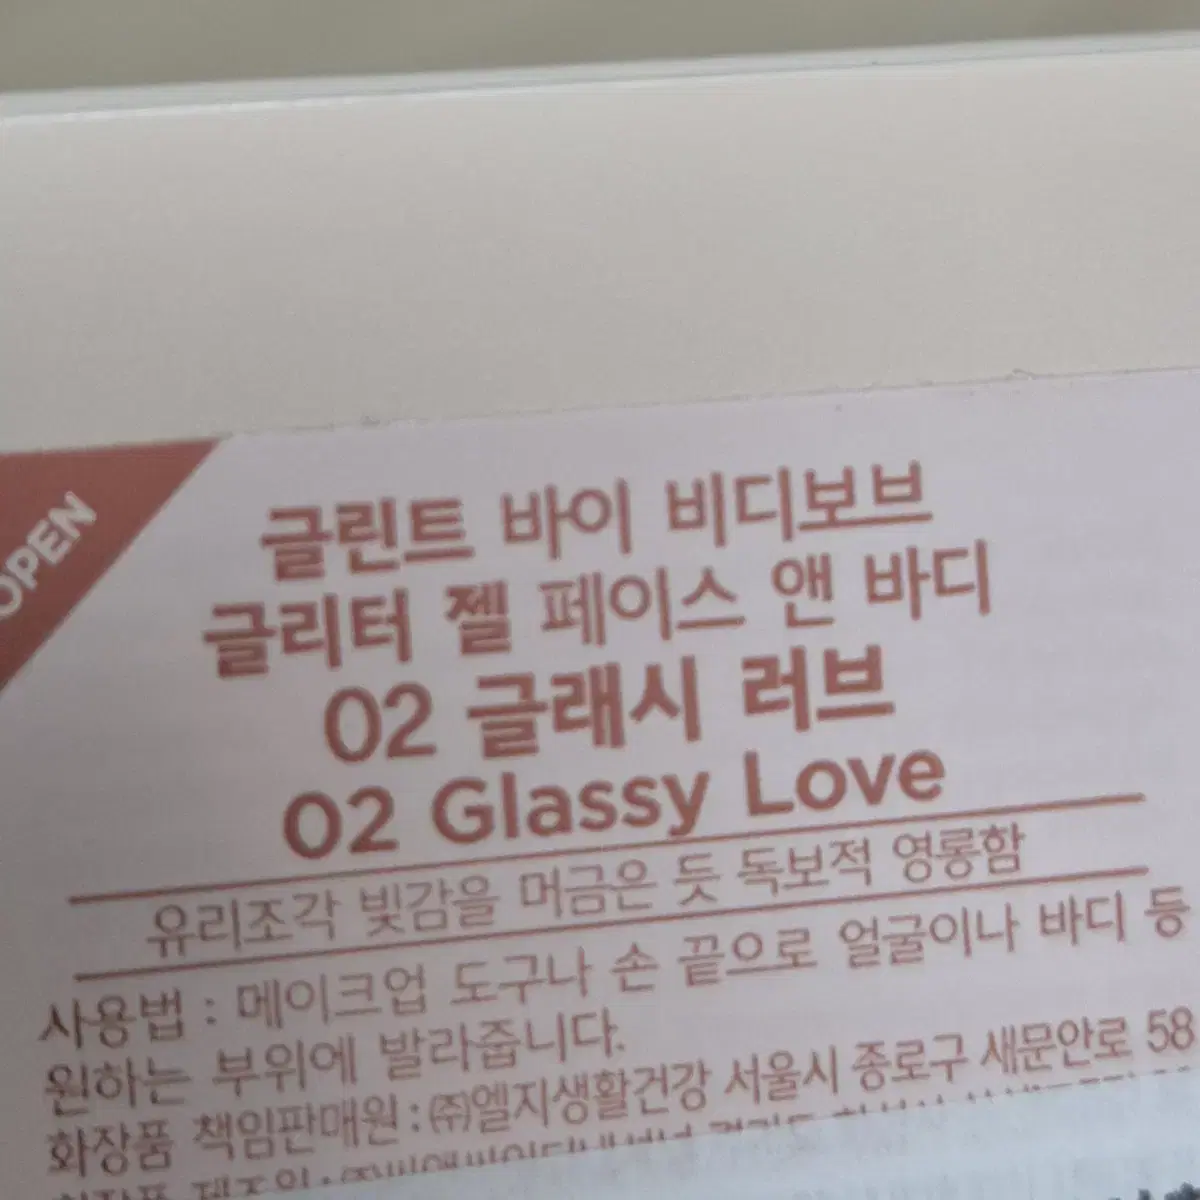 OPEN
글린트 바이 비디보브
글리터 젤 페이스 앤 바디
02 글래시 러브
02 Glassy Love
유리조각 빛감을 머금은 듯 독보적 영롱함
사용법 : 메이크업 도구나 손 끝으로 얼굴이나 바디 등
원하는 부위에 발라줍니다.
화장품 책임판매원 : ㈜엘지생활건강 서울시 종로구 새문안로 58